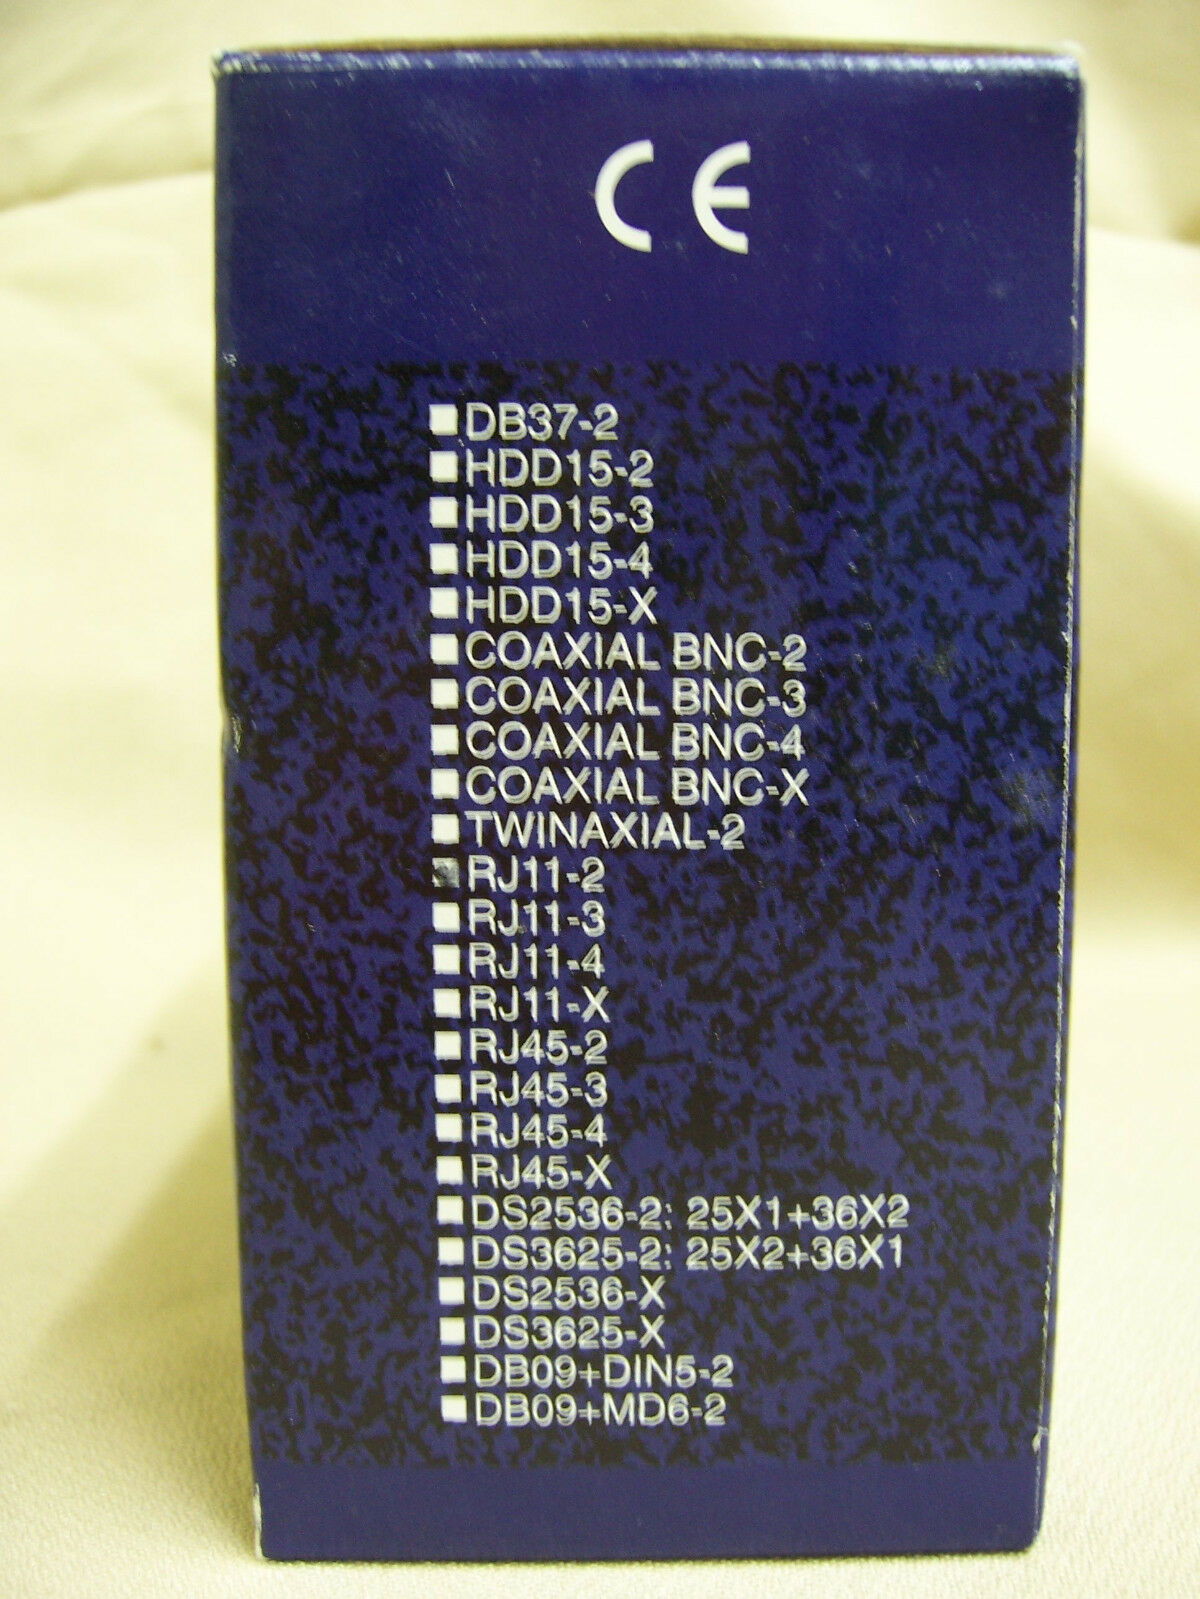 CE
DB37-2
HDD15-2
HDD15-3
HDD15-4
HDD15-X
COAXIAL BNC-2
COAXIAL BNC-3
COAXIAL BNC-4
COAXIAL BNC-X
TWINAXIAL-2
RJ11-2
RJ11-3
RJ11-4
RJ11-X
RJ45-2
RJ45-3
RJ45-4
RJ45-X
DS2536-2: 25X1+36X2
DS3625-2: 25X2+36X1
DS2536-X
DS3625-X
DB09+DIN5-2
DB09+MD6-2